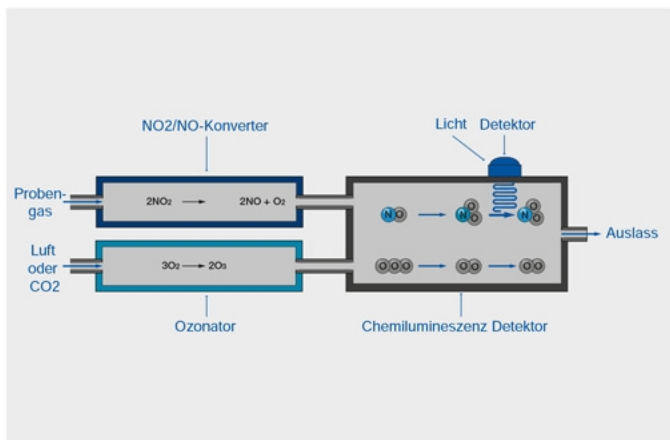 NO2/NO-Konverter
Licht Detektor
Proben-
gas
2NO₂ → 2NO + O₂
N O
N O O
N O O
Auslass
Luft
oder
CO2
3O₂ → 2O₃
O O O
O O
O O
Ozonator
Chemilumineszenz Detektor